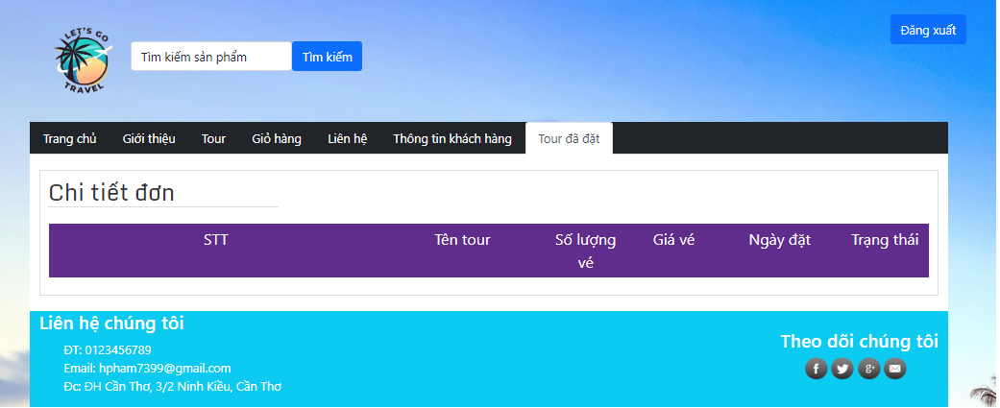 LET'S GO
TRAVEL
Tìm kiếm sản phẩm
Tìm kiếm
Đăng xuất
Trang chủ
Giới thiệu
Tour
Giỏ hàng
Liên hệ
Thông tin khách hàng
Tour đã đặt
Chi tiết đơn
STT
Tên tour
Số lượng
vé
Giá vé
Ngày đặt
Trạng thái
Liên hệ chúng tôi
ĐT: 0123456789
Email: hpham7399@gmail.com
Đc: ĐH Cần Thơ, 3/2 Ninh Kiều, Cần Thơ
Theo dõi chúng tôi